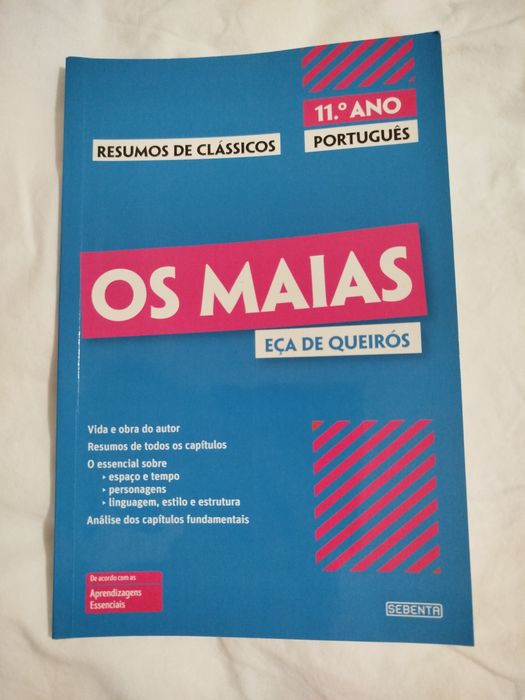 11.º ANO
PORTUGUÊS
RESUMOS DE CLÁSSICOS
OS MAIAS
EÇA DE QUEIRÓS
Vida e obra do autor
Resumos de todos os capítulos
O essencial sobre
▸ espaço e tempo
▸ personagens
▸ linguagem, estilo e estrutura
Análise dos capítulos fundamentais
De acordo com as
Aprendizagens
Essenciais
SEBENTA